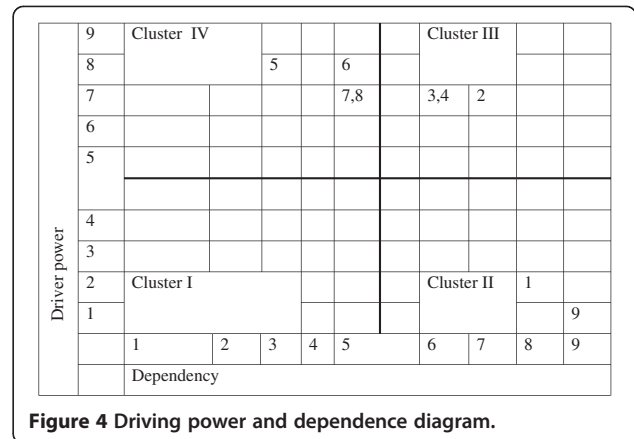 9 Cluster IV Cluster III
8 5 6
7 7,8 3,4 2
6
5
4
3
2 Cluster I Cluster II 1
1 9
1 2 3 4 5 6 7 8 9
Dependency
Driver power
Figure 4 Driving power and dependence diagram.